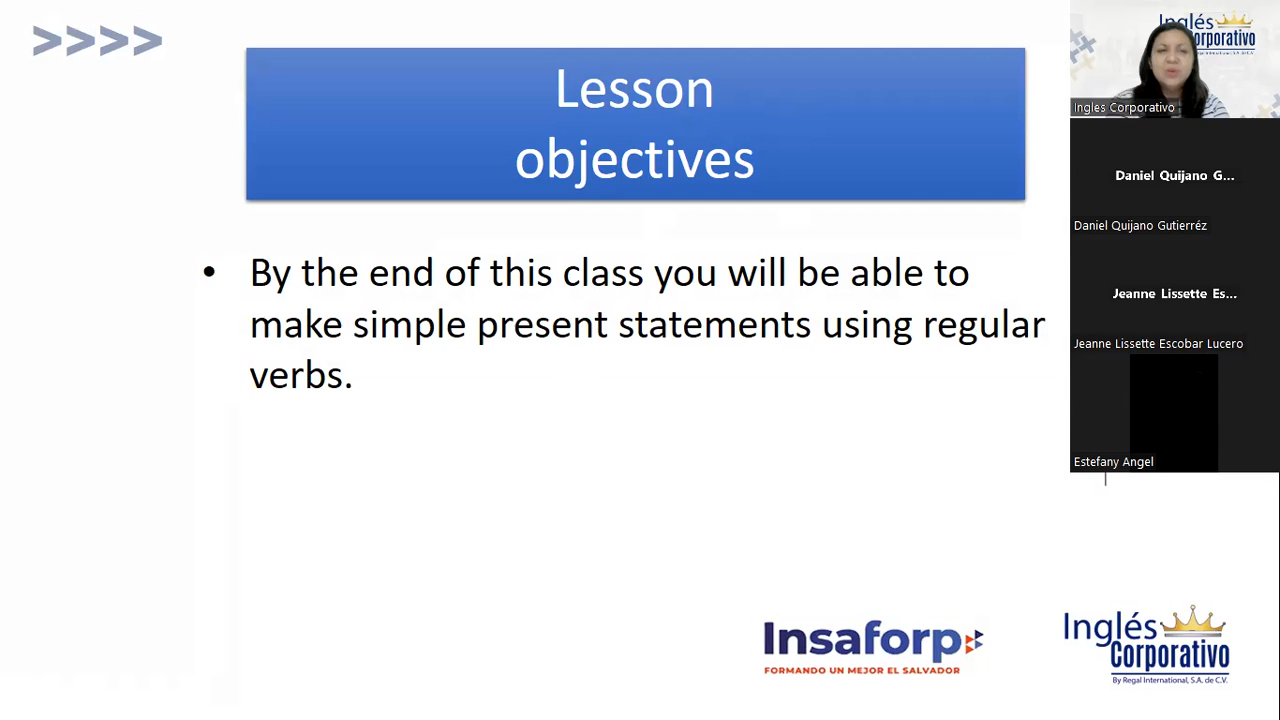 >>>>
Lesson
objectives
• By the end of this class you will be able to
make simple present statements using regular
verbs.
Inglés
Corporativo
Ingles Corporativo
Daniel Quijano G...
Daniel Quijano Gutierréz
Jeanne Lissette Es...
Jeanne Lissette Escobar Lucero
Estefany Angel
Insaforp
FORMANDO UN MEJOR EL SALVADOR
Inglés
Corporativo
By Regal International, S.A. de C.V.